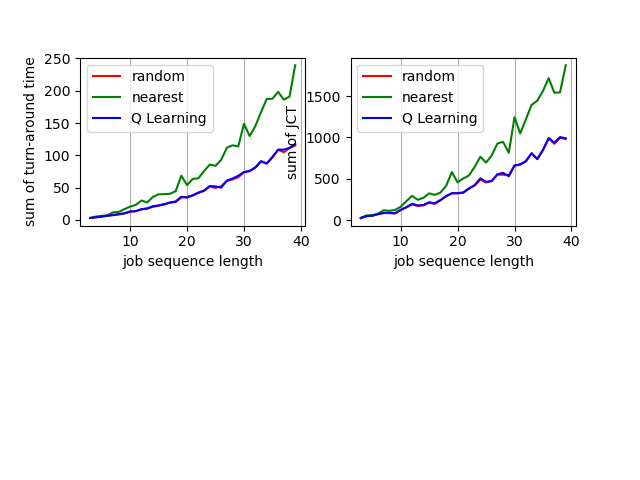 250
200
150
100
50
0
sum of turn-around time
random
nearest
Q Learning
10
20
30
40
job sequence length
1500
1000
500
0
sum of JCT
random
nearest
Q Learning
10
20
30
40
job sequence length